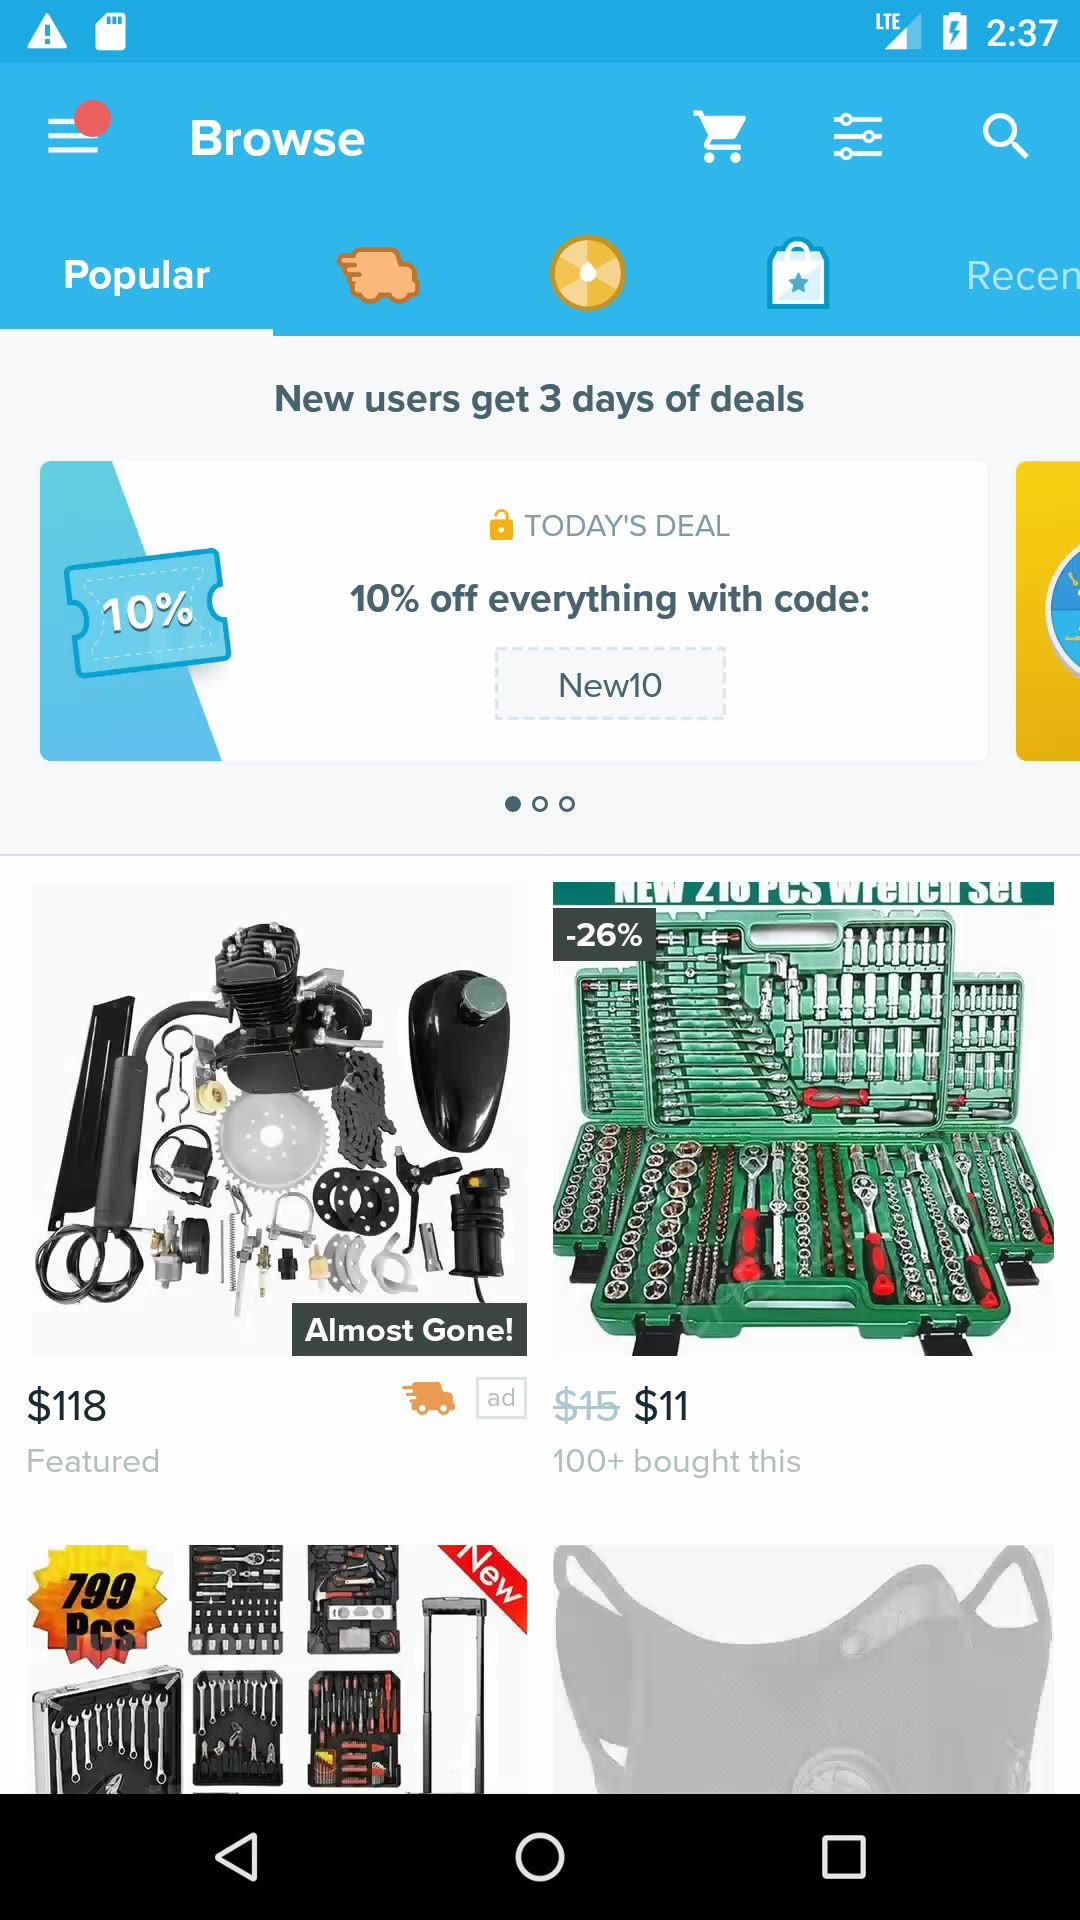 LTE 2:37
Browse
Popular
Recen
New users get 3 days of deals
TODAY'S DEAL
10%
10% off everything with code:
New10
NEW 216 PCS Wrench Set
-26%
Almost Gone!
$118 ad
Featured
$15 $11
100+ bought this
799
Pcs
New